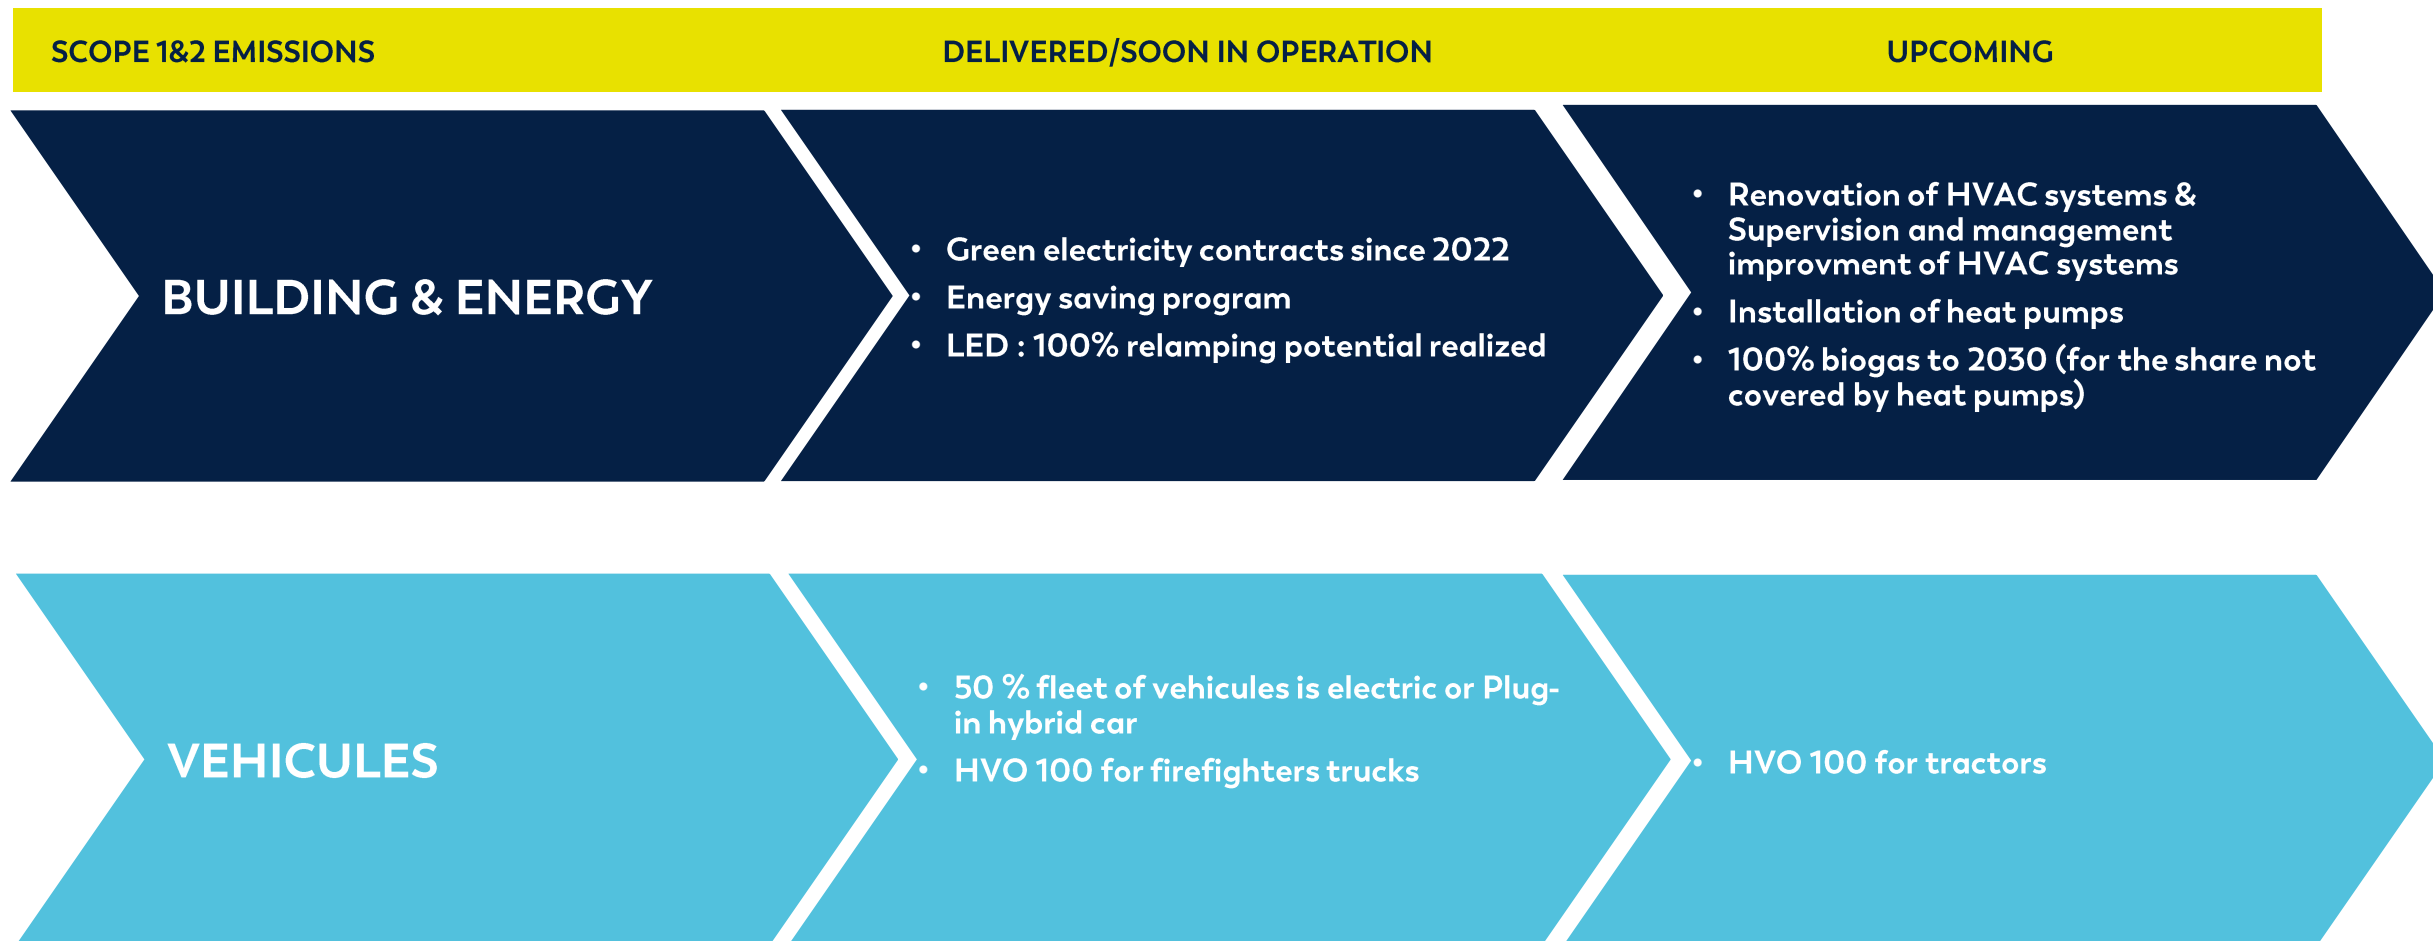 SCOPE 1&2 EMISSIONS
DELIVERED/SOON IN OPERATION
UPCOMING
BUILDING & ENERGY
• Green electricity contracts since 2022
• Energy saving program
• LED : 100% relamping potential realized
• Renovation of HVAC systems &
Supervision and management
improvment of HVAC systems
• Installation of heat pumps
• 100% biogas to 2030 (for the share not
covered by heat pumps)
VEHICULES
• 50 % fleet of vehicules is electric or Plug-
in hybrid car
• HVO 100 for firefighters trucks
• HVO 100 for tractors